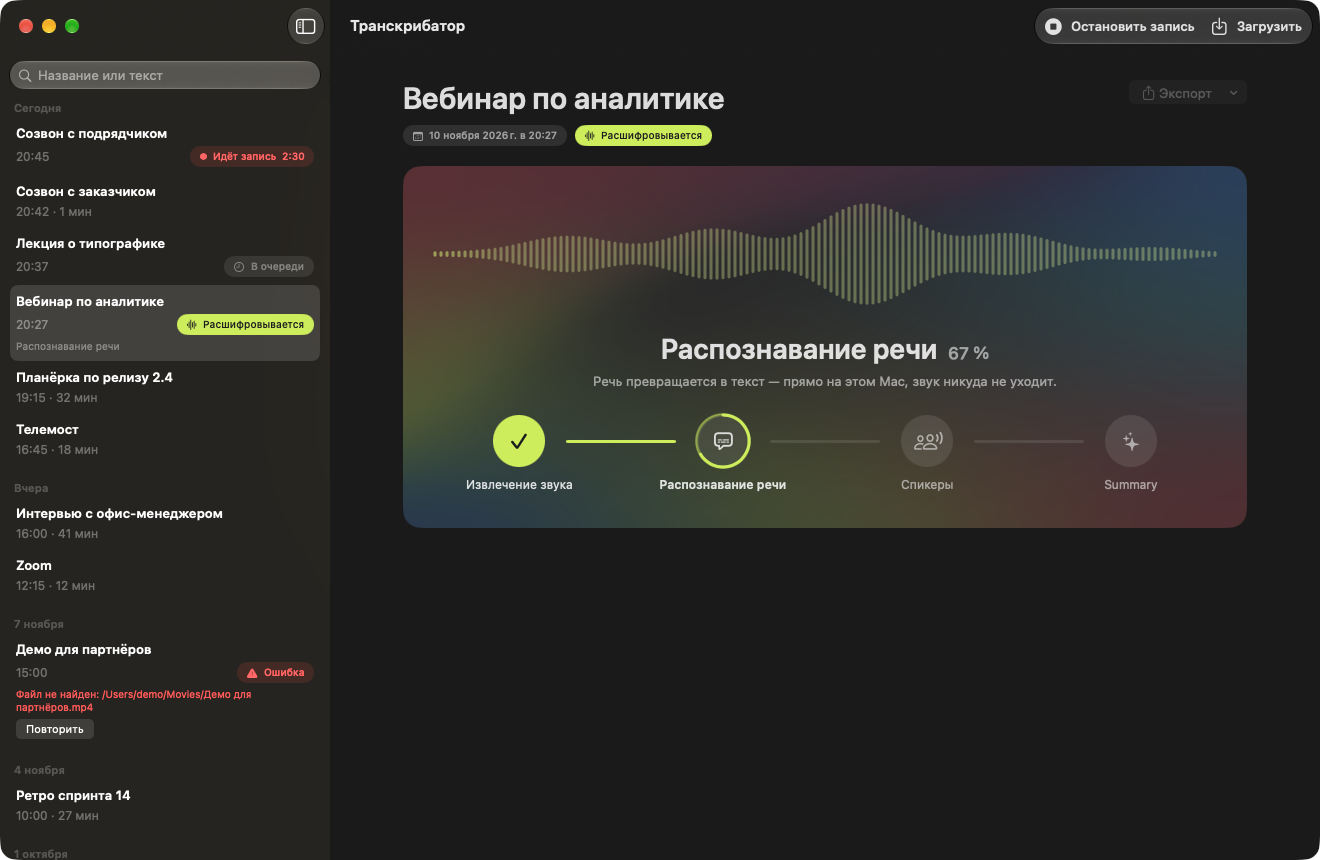 Транскрибатор
Остановить запись
Загрузить
Название или текст
Сегодня
Созвон с подрядчиком
20:45
Идёт запись 2:30
Созвон с заказчиком
20:42 · 1 мин
Лекция о типографике
20:37
В очереди
Вебинар по аналитике
20:27
Расшифровывается
Распознавание речи
Планёрка по релизу 2.4
19:15 · 32 мин
Телемост
16:45 · 18 мин
Вчера
Интервью с офис-менеджером
16:00 · 41 мин
Zoom
12:15 · 12 мин
7 ноября
Демо для партнёров
15:00
Ошибка
Файл не найден: /Users/demo/Movies/Демо для
партнёров.mp4
Повторить
4 ноября
Ретро спринта 14
10:00 · 27 мин
1 октября
Вебинар по аналитике
Экспорт
10 ноября 2026 г. в 20:27
Расшифровывается
Распознавание речи 67 %
Речь превращается в текст — прямо на этом Mac, звук никуда не уходит.
Извлечение звука
Распознавание речи
Спикеры
Summary